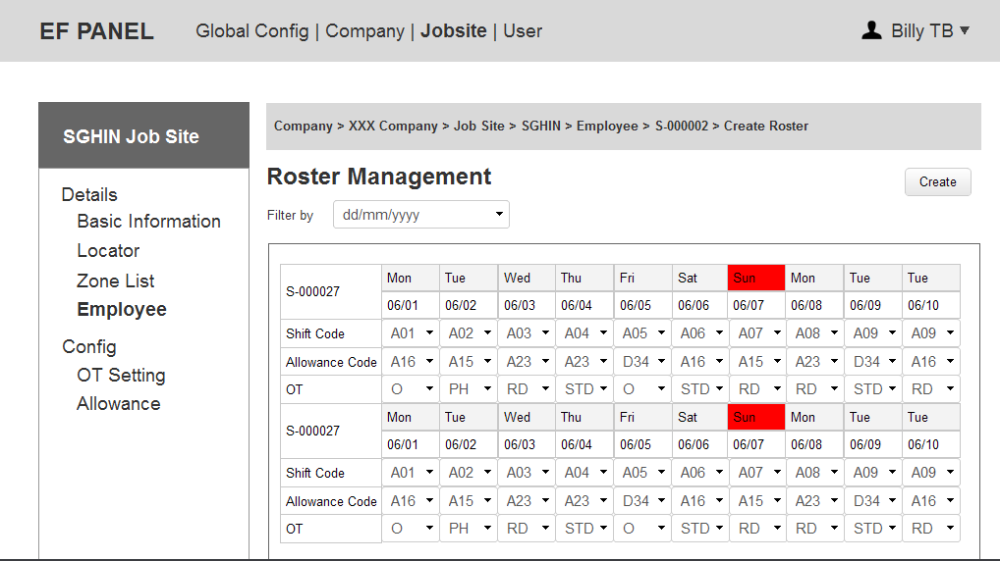 EF PANEL Global Config | Company | Jobsite | User Billy TB
SGHIN Job Site
Details
Basic Information
Locator
Zone List
Employee
Config
OT Setting
Allowance
Company > XXX Company > Job Site > SGHIN > Employee > S-000002 > Create Roster
Roster Management
Create
Filter by dd/mm/yyyy
S-000027
Mon Tue Wed Thu Fri Sat Sun Mon Tue Tue
06/01 06/02 06/03 06/04 06/05 06/06 06/07 06/08 06/09 06/10
Shift Code A01 A02 A03 A04 A05 A06 A07 A08 A09 A09
Allowance Code A16 A15 A23 A23 D34 A16 A15 A23 D34 A16
OT O PH RD STD O STD RD RD STD RD
S-000027
Mon Tue Wed Thu Fri Sat Sun Mon Tue Tue
06/01 06/02 06/03 06/04 06/05 06/06 06/07 06/08 06/09 06/10
Shift Code A01 A02 A03 A04 A05 A06 A07 A08 A09 A09
Allowance Code A16 A15 A23 A23 D34 A16 A15 A23 D34 A16
OT O PH RD STD O STD RD RD STD RD